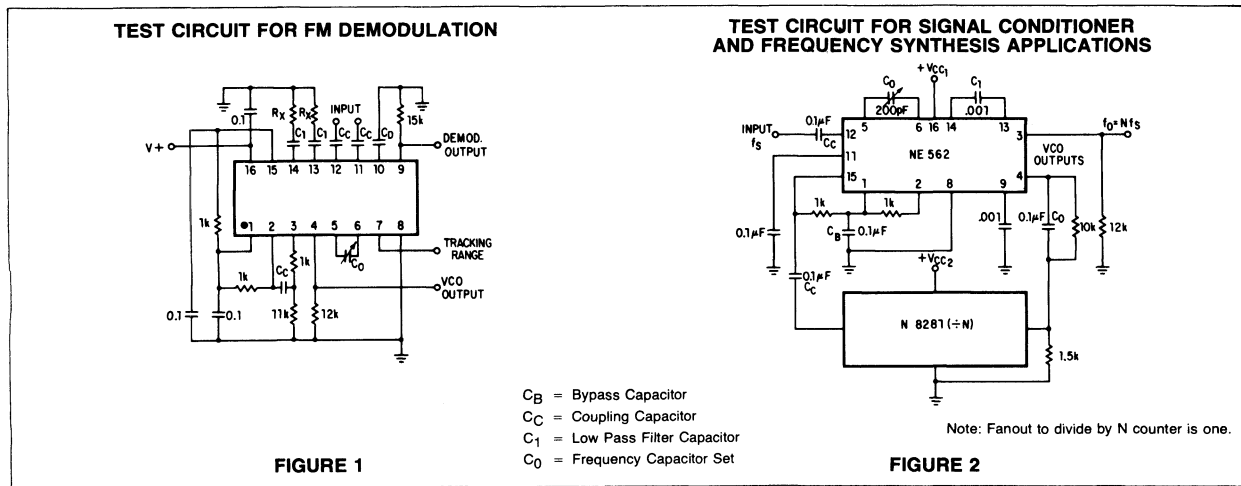 TEST CIRCUIT FOR FM DEMODULATION
0.1
RX
RX
INPUT
C1
C1
CC
CC
CD
15k
DEMOD.
OUTPUT
V+
16 15 14 13 12 11 10 9
1k
1 2 3 4 5 6 7 8
TRACKING
RANGE
1k
CC
1k
C0
VCO
OUTPUT
0.1
0.1
11k
12k
FIGURE 1
TEST CIRCUIT FOR SIGNAL CONDITIONER
AND FREQUENCY SYNTHESIS APPLICATIONS
+VCC1
C0
200pF
C1
.001
INPUT
fS
0.1µF
CC
5 6 16 14 13
12
11
15
NE 562
3
4
fO=NfS
VCO
OUTPUTS
1 2 8 9
1k
1k
0.1µF
CB
0.1µF
.001
0.1µF
CO
10k
12k
0.1µF
CC
+VCC2
N 8281 (÷N)
1.5k
CB = Bypass Capacitor
CC = Coupling Capacitor
C1 = Low Pass Filter Capacitor
C0 = Frequency Capacitor Set
Note: Fanout to divide by N counter is one.
FIGURE 2